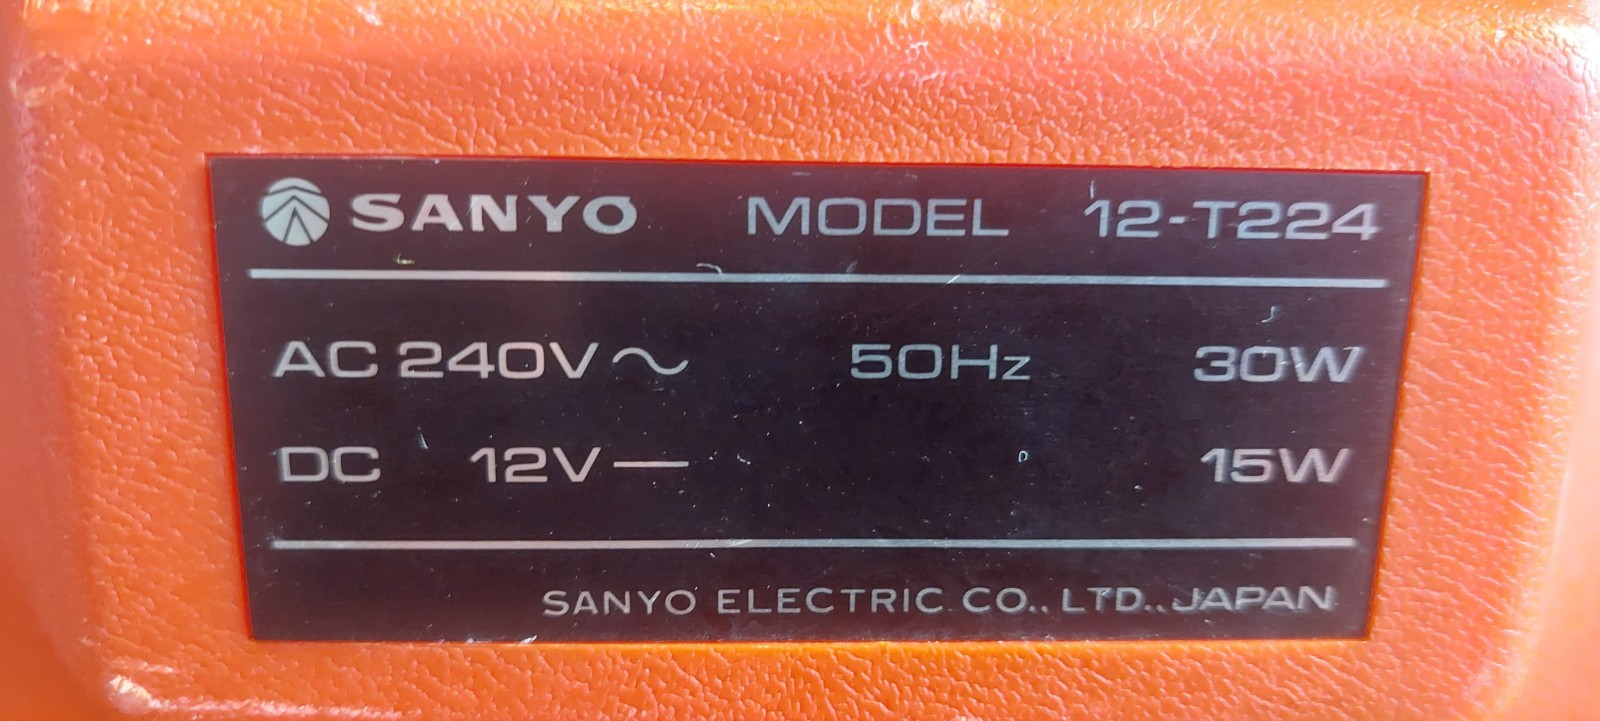 SANYO MODEL 12-T224
AC 240V～ 50Hz 30W
DC 12V— 15W
SANYO ELECTRIC CO., LTD., JAPAN